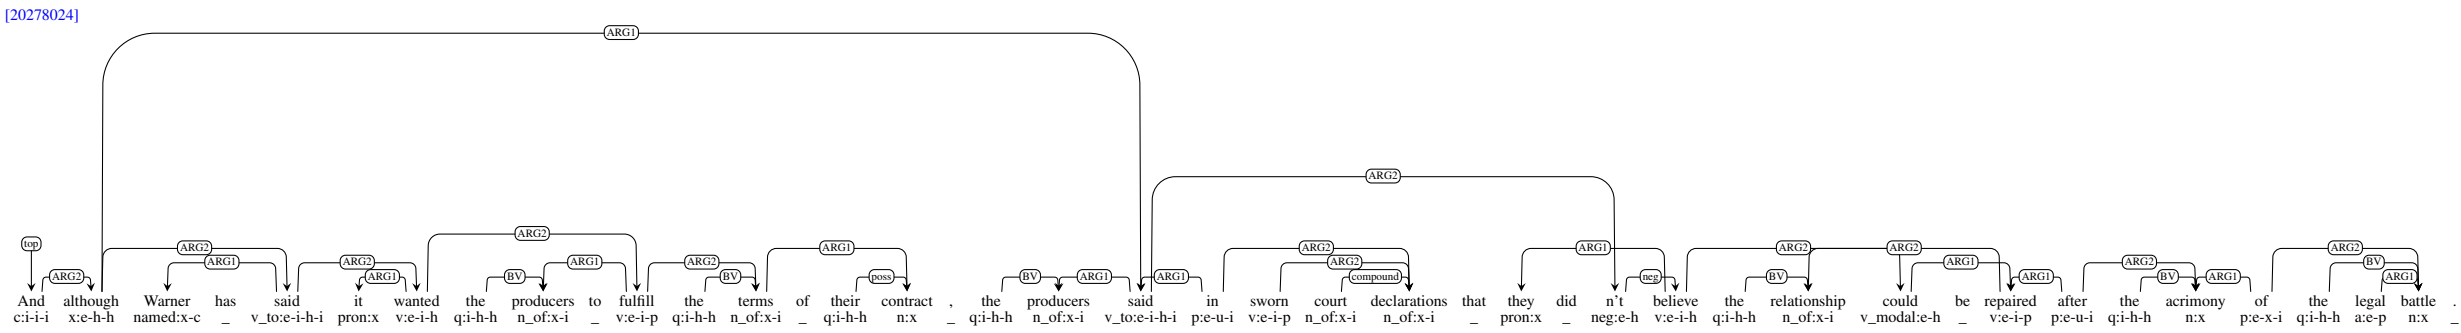 [20278024]
ARG1
ARG2
top ARG2 ARG2 ARG1 ARG2 ARG2 ARG2
ARG1 ARG2 ARG2 ARG1
ARG2 ARG1 BV ARG1 BV poss BV ARG1 ARG1 compound neg BV ARG1 BV ARG1 BV ARG1
And although Warner has said it wanted the producers to fulfill the terms of their contract , the producers said in sworn court declarations that they did n't believe the relationship could be repaired after the acrimony of the legal battle .
c:i-i-i x:e-h-h named:x-c _ v_to:e-i-h-i pron:x v:e-i-h q:i-h-h n_of:x-i _ v:e-i-p q:i-h-h n_of:x-i _ q:i-h-h n:x _ q:i-h-h n_of:x-i v_to:e-i-h-i p:e-u-i v:e-i-p n_of:x-i n_of:x-i _ pron:x _ neg:e-h v:e-i-h q:i-h-h n_of:x-i v_modal:e-h _ v:e-i-p p:e-u-i q:i-h-h n:x p:e-x-i q:i-h-h a:e-p n:x _